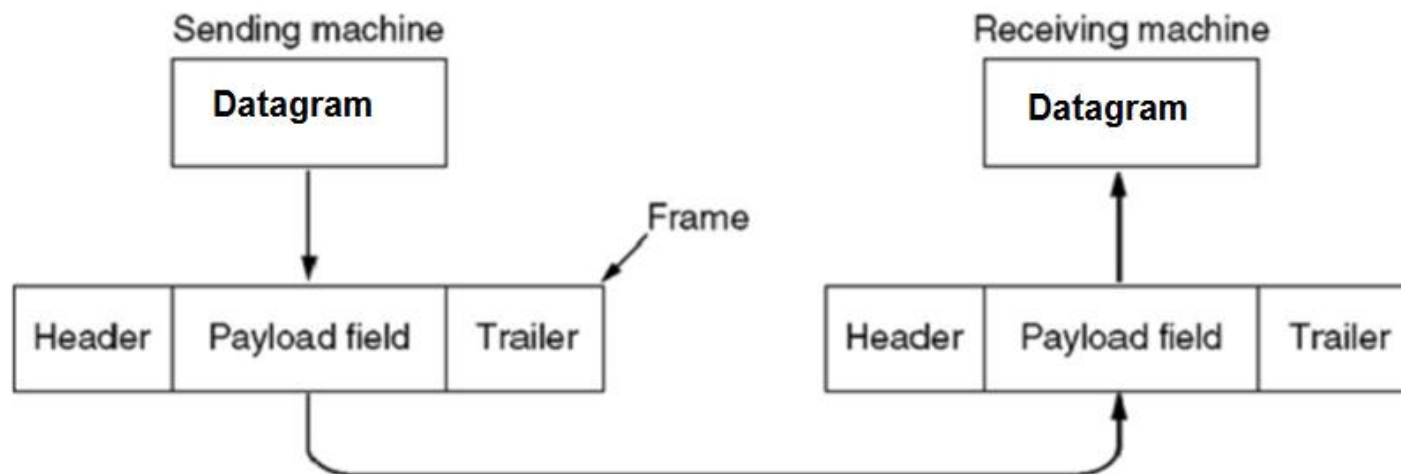 Sending machine
Receiving machine
Datagram
Datagram
Frame
Header
Payload field
Trailer
Header
Payload field
Trailer